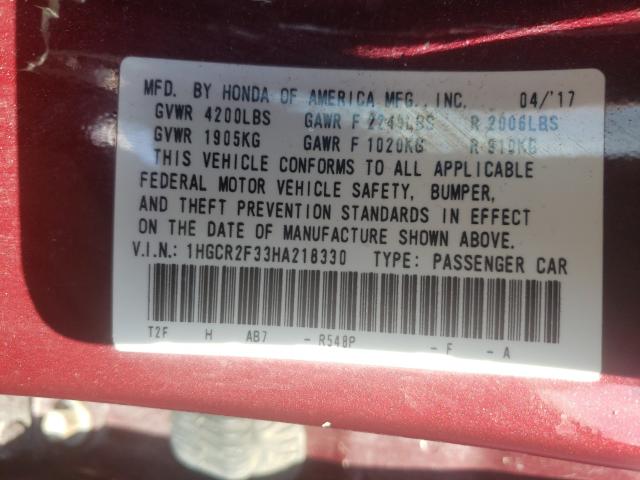 MFD. BY HONDA OF AMERICA MFG., INC. 04/'17
GVWR 4200LBS GAWR F 2249LBS R 2006LBS
GVWR 1905KG GAWR F 1020KG R 910KG
THIS VEHICLE CONFORMS TO ALL APPLICABLE
FEDERAL MOTOR VEHICLE SAFETY, BUMPER,
AND THEFT PREVENTION STANDARDS IN EFFECT
ON THE DATE OF MANUFACTURE SHOWN ABOVE.
V.I.N.: 1HGCR2F33HA218330 TYPE: PASSENGER CAR
T2F H AB7 - R548P - F - A